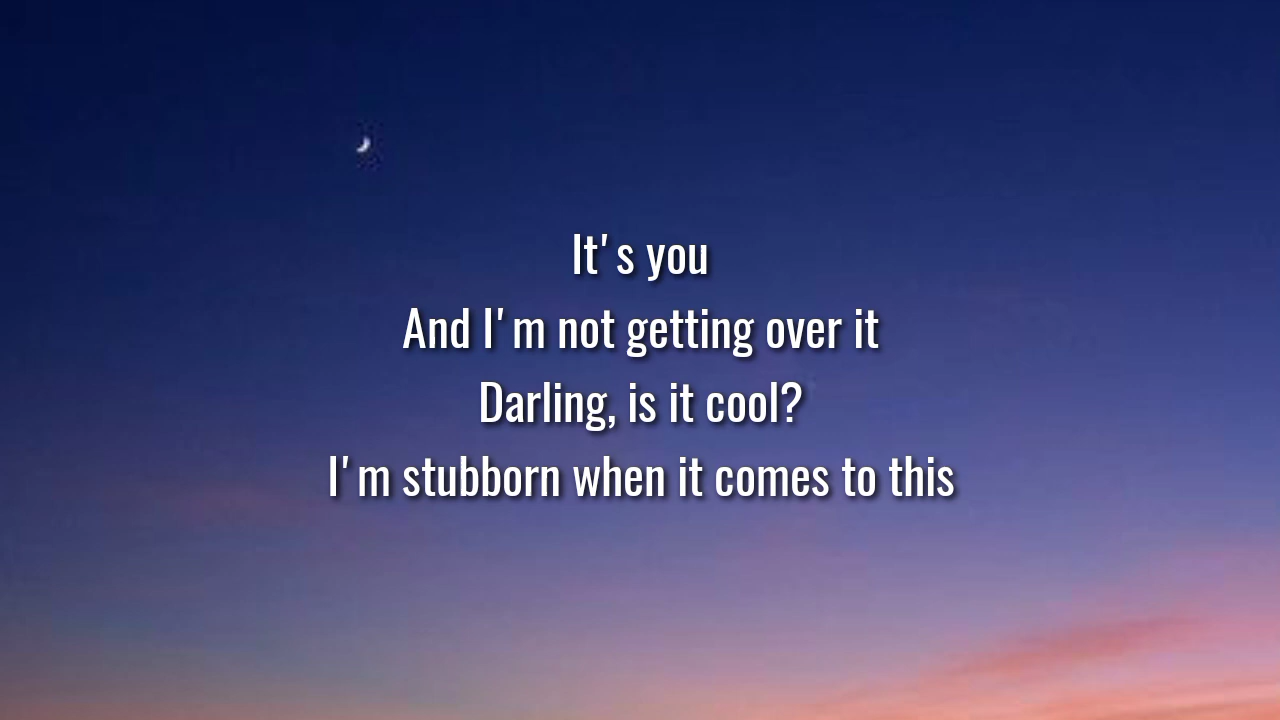 It's you
And I'm not getting over it
Darling, is it cool?
I'm stubborn when it comes to this